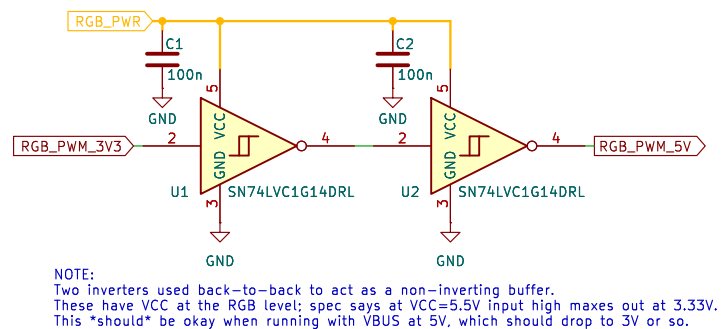 RGB_PWR
C1
100n
GND
C2
100n
GND
5
VCC
5
VCC
RGB_PWM_3V3
2
4
2
4
RGB_PWM_5V
GND
GND
U1
3
SN74LVC1G14DRL
U2
3
SN74LVC1G14DRL
GND
GND
NOTE:
Two inverters used back-to-back to act as a non-inverting buffer.
These have VCC at the RGB level; spec says at VCC=5.5V input high maxes out at 3.33V.
This *should* be okay when running with VBUS at 5V, which should drop to 3V or so.